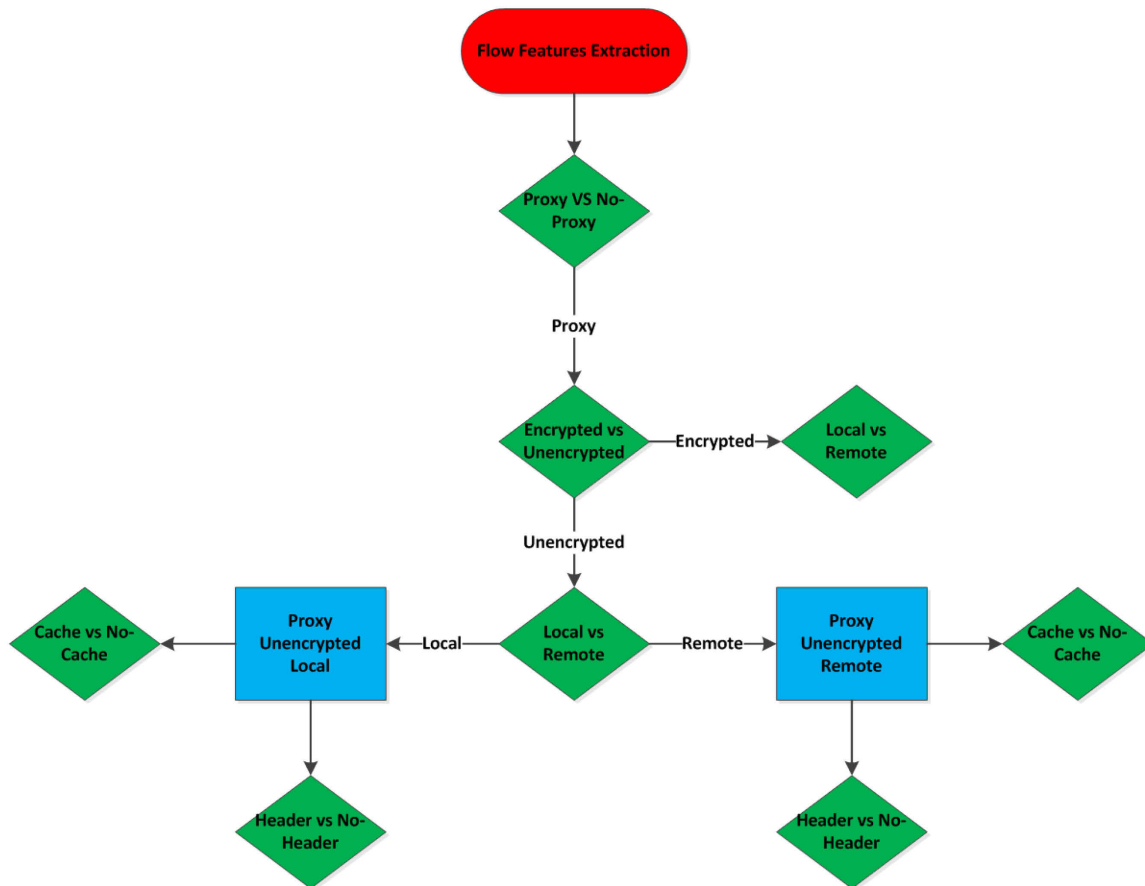 Flow Features Extraction
Proxy VS No-
Proxy
Proxy
Encrypted vs
Unencrypted
Encrypted
Local vs
Remote
Unencrypted
Cache vs No-
Cache
Proxy
Unencrypted
Local
Local
Local vs
Remote
Remote
Proxy
Unencrypted
Remote
Cache vs No-
Cache
Header vs No-
Header
Header vs No-
Header